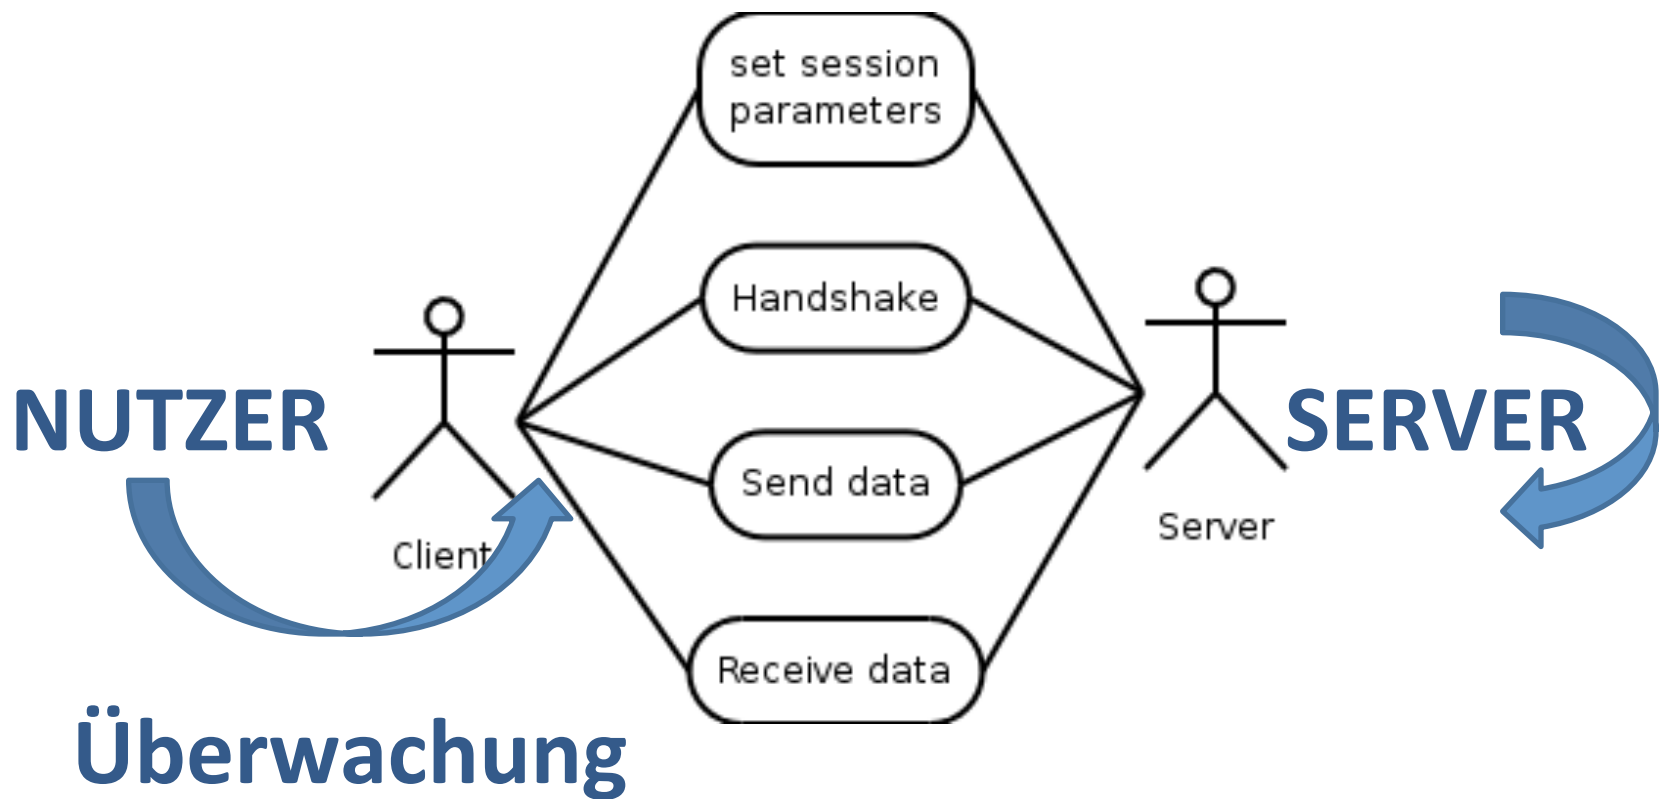 set session
parameters
Handshake
NUTZER
SERVER
Send data
Client
Server
Receive data
Überwachung